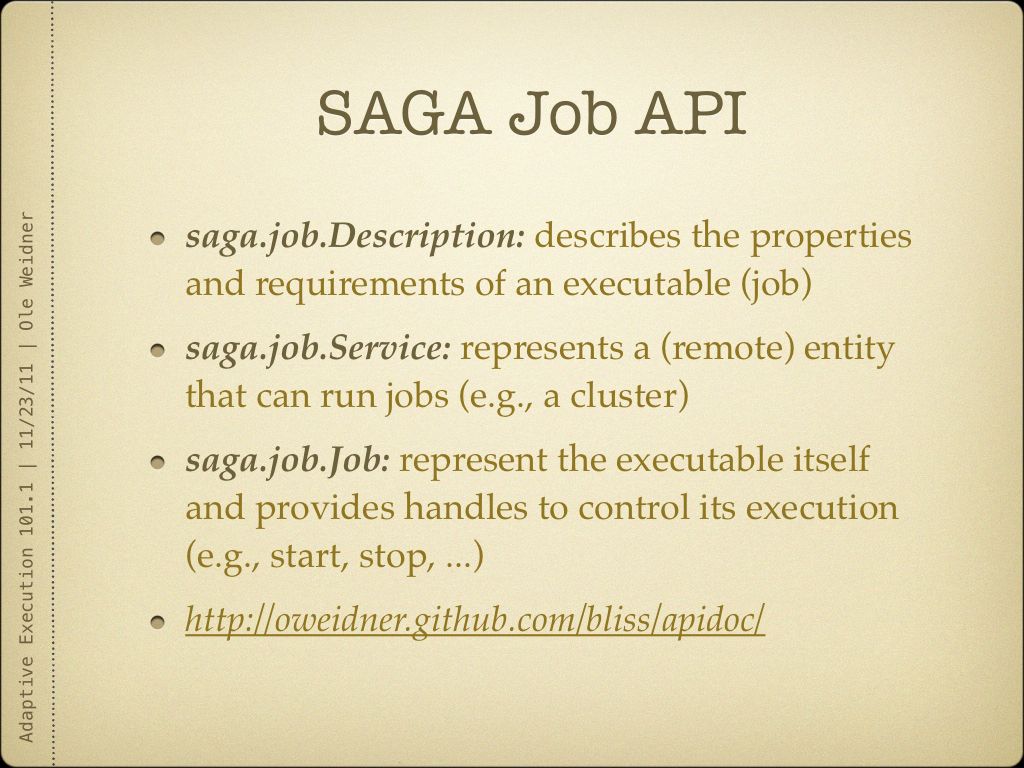 SAGA Job API
saga.job.Description: describes the properties
and requirements of an executable (job)
saga.job.Service: represents a (remote) entity
that can run jobs (e.g., a cluster)
saga.job.Job: represent the executable itself
and provides handles to control its execution
(e.g., start, stop, ...)
http://oweidner.github.com/bliss/apidoc/
Adaptive Execution 101.1 | 11/23/11 | Ole Weidner